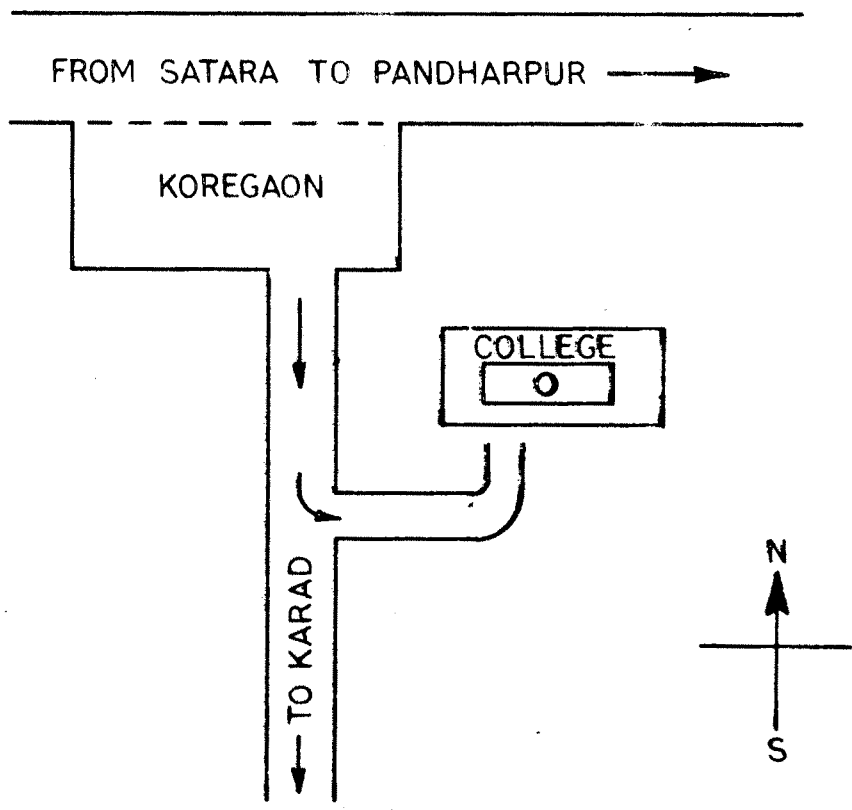 FROM SATARA TO PANDHARPUR
KOREGAON
COLLEGE
TO KARAD
N
S